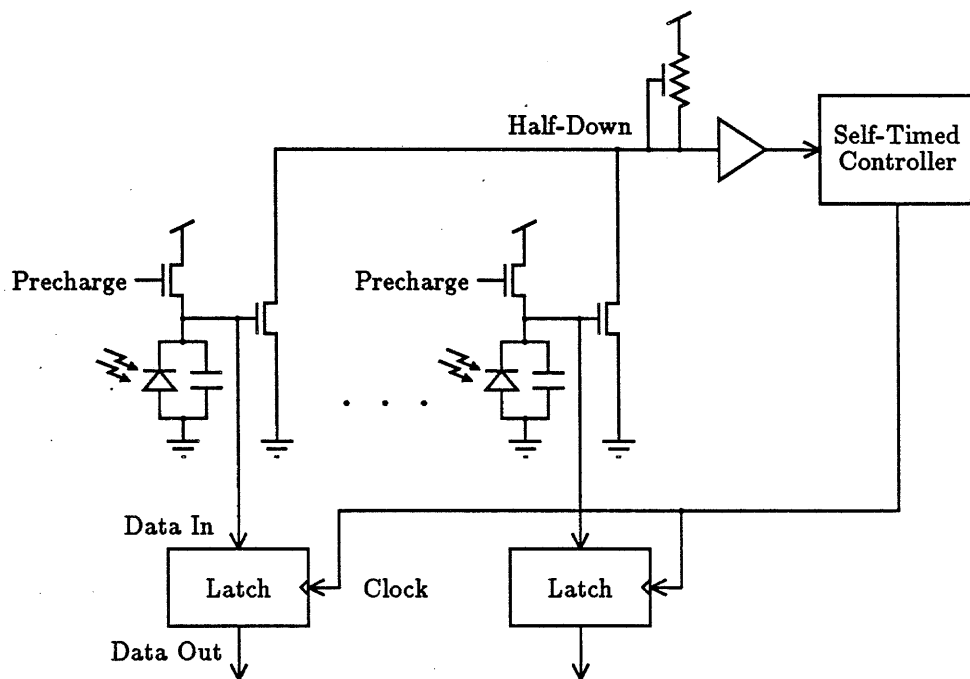 Half-Down
Self-Timed
Controller
Precharge
Precharge
Data In
Latch
Clock
Latch
Data Out